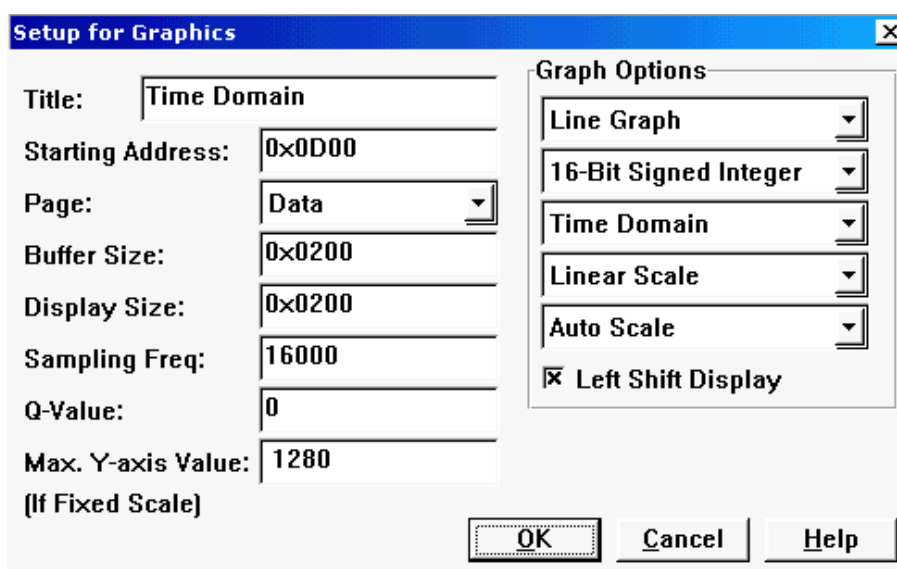 Setup for Graphics
Title: Time Domain
Starting Address: 0x0D00
Page: Data
Buffer Size: 0x0200
Display Size: 0x0200
Sampling Freq: 16000
Q-Value: 0
Max. Y-axis Value: 1280
(If Fixed Scale)
Graph Options
Line Graph
16-Bit Signed Integer
Time Domain
Linear Scale
Auto Scale
Left Shift Display
OK Cancel Help